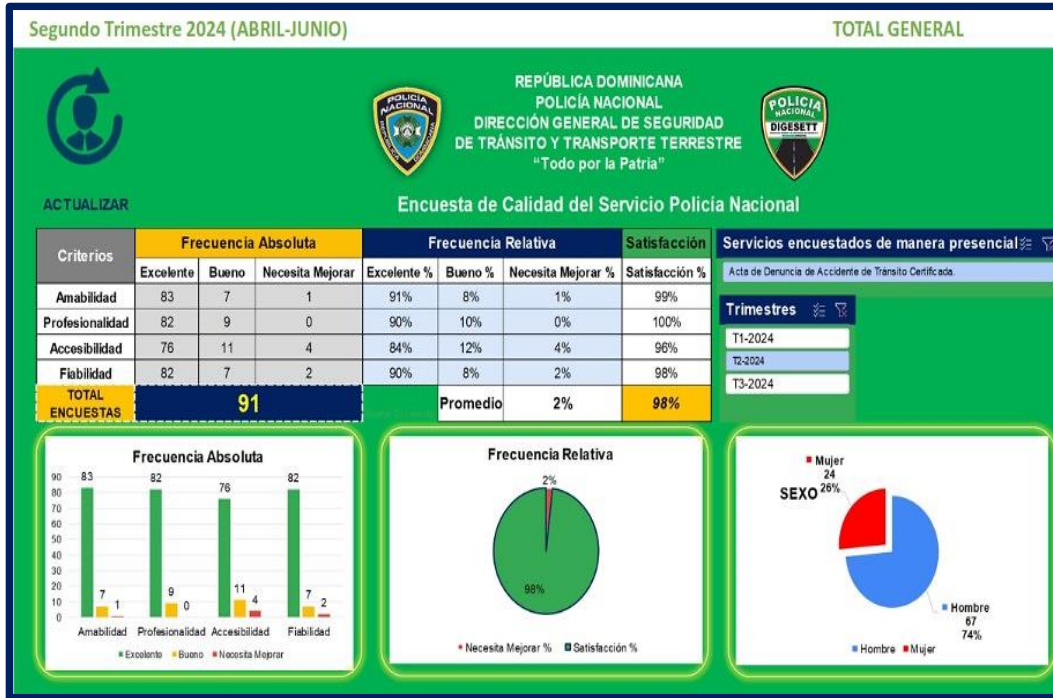 Segundo Trimestre 2024 (ABRIL-JUNIO)
TOTAL GENERAL
REPÚBLICA DOMINICANA
POLICÍA NACIONAL
DIRECCIÓN GENERAL DE SEGURIDAD
DE TRÁNSITO Y TRANSPORTE TERRESTRE
“Todo por la Patria”
POLICIA
NACIONAL
POLICIA
NACIONAL
DIGESETT
ACTUALIZAR
Encuesta de Calidad del Servicio Policía Nacional
Criterios Frecuencia Absoluta Frecuencia Relativa Satisfacción
Excelente Bueno Necesita Mejorar Excelente % Bueno % Necesita Mejorar % Satisfacción %
Amabilidad 83 7 1 91% 8% 1% 99%
Profesionalidad 82 9 0 90% 10% 0% 100%
Accesibilidad 76 11 4 84% 12% 4% 96%
Fiabilidad 82 7 2 90% 8% 2% 98%
TOTAL ENCUESTAS 91 Promedio 2% 98%
Servicios encuestados de manera presencial
Acta de Denuncia de Accidente de Tránsito Certificada.
Trimestres
T1-2024
T2-2024
T3-2024
Frecuencia Absoluta
90
80
70
60
50
40
30
20
10
0
83 7 1
82 9 0
76 11 4
82 7 2
Amabilidad Profesionalidad Accesibilidad Fiabilidad
Excelente Bueno Necesita Mejorar
Frecuencia Relativa
2%
98%
Necesita Mejorar % Satisfacción %
SEXO
Mujer
24
26%
Hombre
67
74%
Hombre Mujer